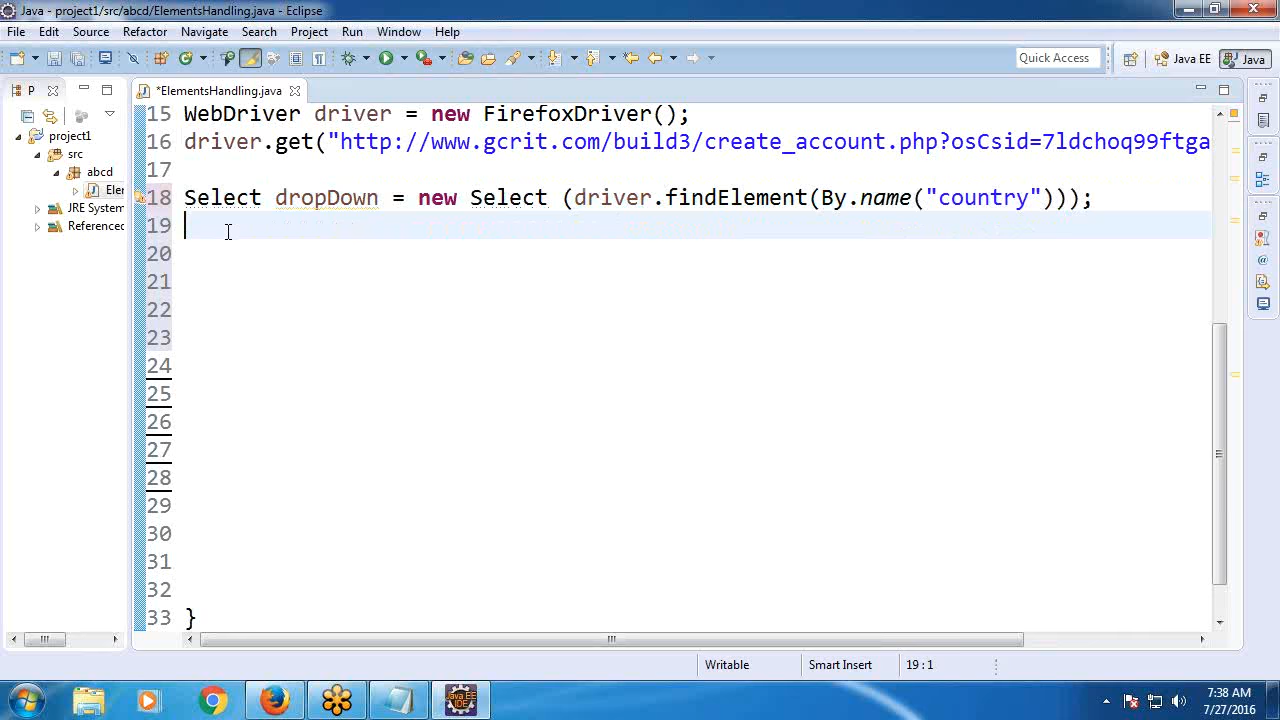 Java - project1/src/abcd/ElementsHandling.java - Eclipse
File Edit Source Refactor Navigate Search Project Run Window Help
Quick Access Java EE Java
P *ElementsHandling.java
project1
src
abcd
Ele
JRE System
Referenced
15 WebDriver driver = new FirefoxDriver();
16 driver.get("http://www.gcrit.com/build3/create_account.php?osCsid=7ldchoq99ftga
17
18 Select dropDown = new Select (driver.findElement(By.name("country")));
19
20
21
22
23
24
25
26
27
28
29
30
31
32
33 }
Writable Smart Insert 19 : 1
Java EE
IDE
7:38 AM
7/27/2016